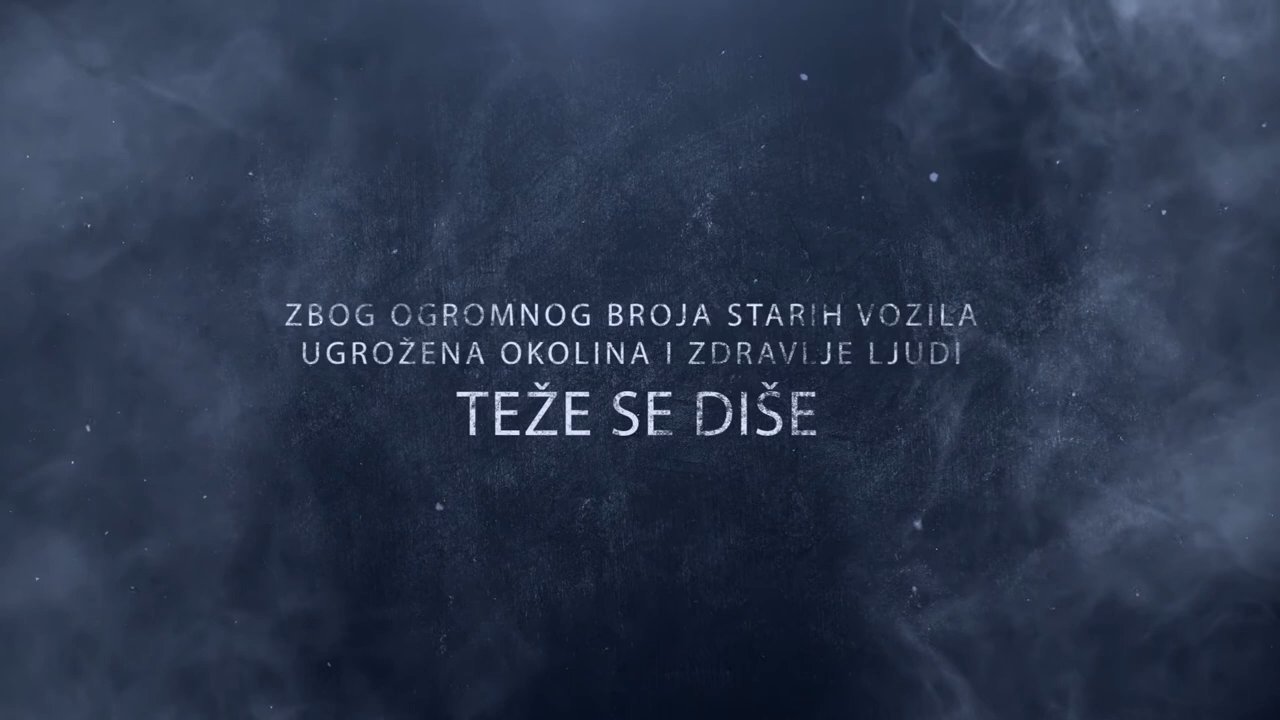 ZBOG OGROMNOG BROJA STARIH VOZILA
UGROŽENA OKOLINA I ZDRAVLJE LJUDI
TEŽE SE DIŠE